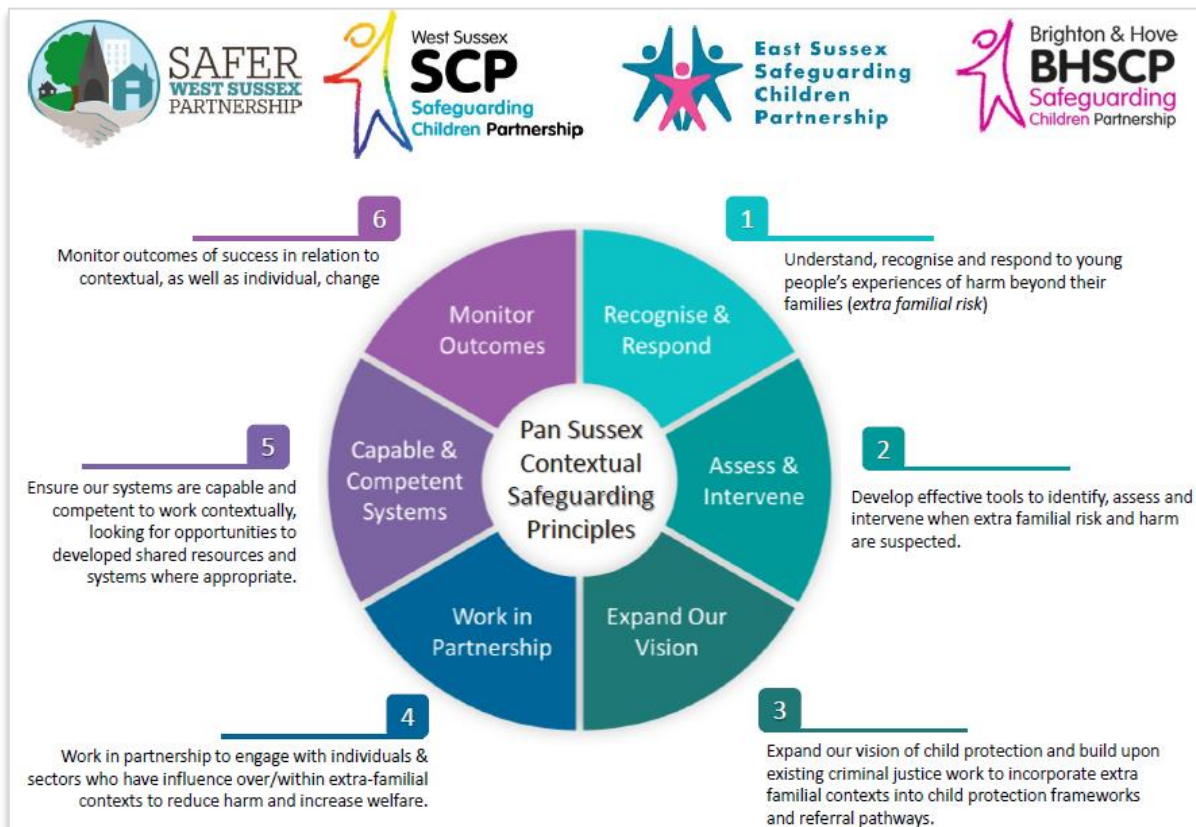 SAFER
WEST SUSSEX
PARTNERSHIP
West Sussex
SCP
Safeguarding
Children Partnership
East Sussex
Safeguarding
Children
Partnership
Brighton & Hove
BHSCP
Safeguarding
Children Partnership
6
Monitor outcomes of success in relation to
contextual, as well as individual, change
1
Understand, recognise and respond to young
people's experiences of harm beyond their
families (extra familial risk)
Monitor
Outcomes
Recognise &
Respond
5
Ensure our systems are capable and
competent to work contextually,
looking for opportunities to
developed shared resources and
systems where appropriate.
Capable &
Competent
Systems
Pan Sussex
Contextual
Safeguarding
Principles
Assess &
Intervene
2
Develop effective tools to identify, assess and
intervene when extra familial risk and harm
are suspected.
Work in
Partnership
Expand Our
Vision
4
Work in partnership to engage with individuals &
sectors who have influence over/within extra-familial
contexts to reduce harm and increase welfare.
3
Expand our vision of child protection and build upon
existing criminal justice work to incorporate extra
familial contexts into child protection frameworks
and referral pathways.